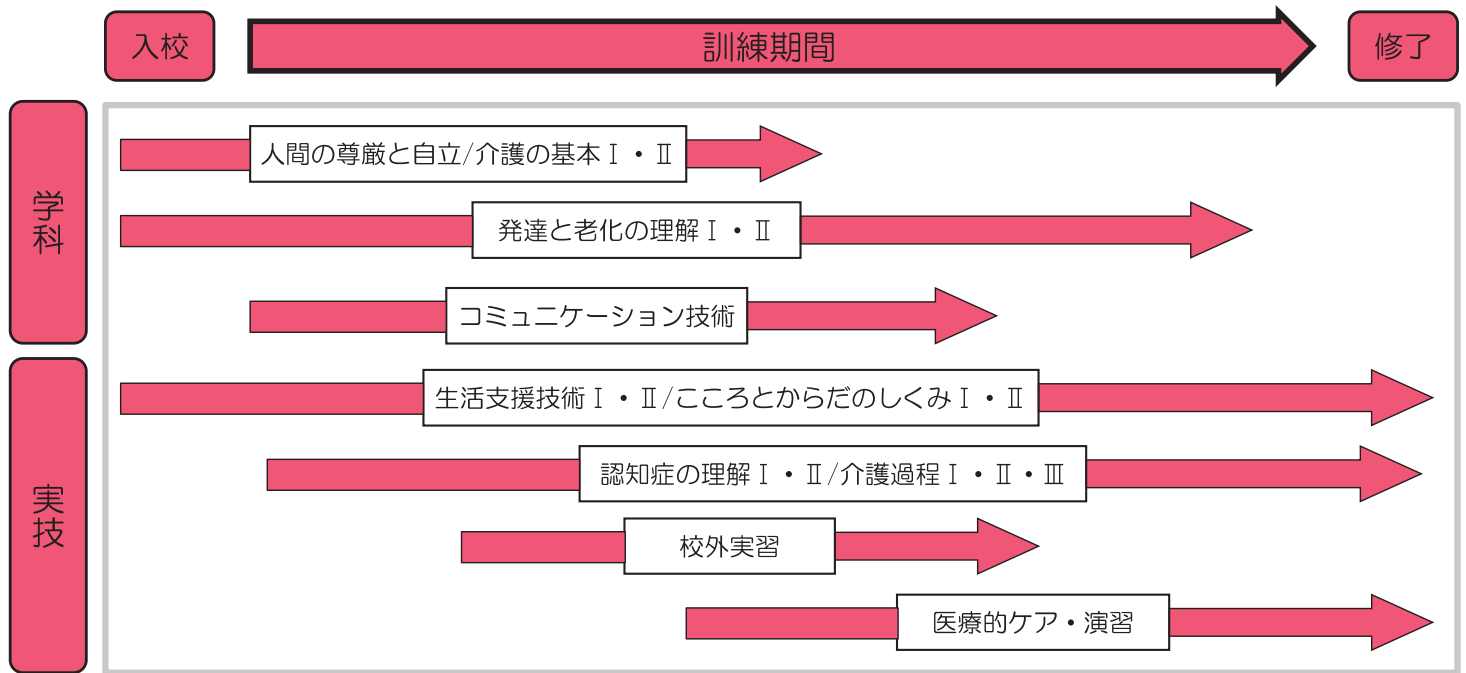 入校
訓練期間
修了
学科
人間の尊厳と自立/介護の基本Ⅰ・Ⅱ
発達と老化の理解Ⅰ・Ⅱ
コミュニケーション技術
実技
生活支援技術Ⅰ・Ⅱ/こころとからだのしくみⅠ・Ⅱ
認知症の理解Ⅰ・Ⅱ/介護過程Ⅰ・Ⅱ・Ⅲ
校外実習
医療的ケア・演習